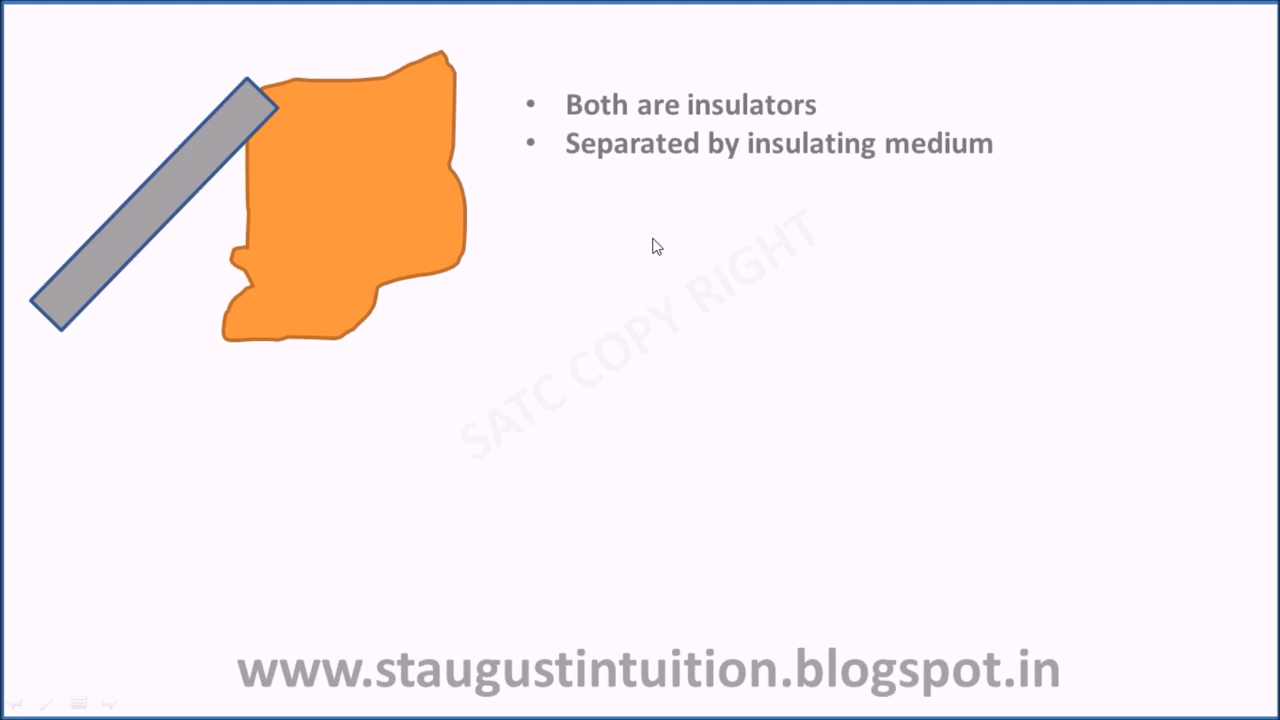 • Both are insulators
• Separated by insulating medium
SATC COPY RIGHT
www.staugustintuition.blogspot.in